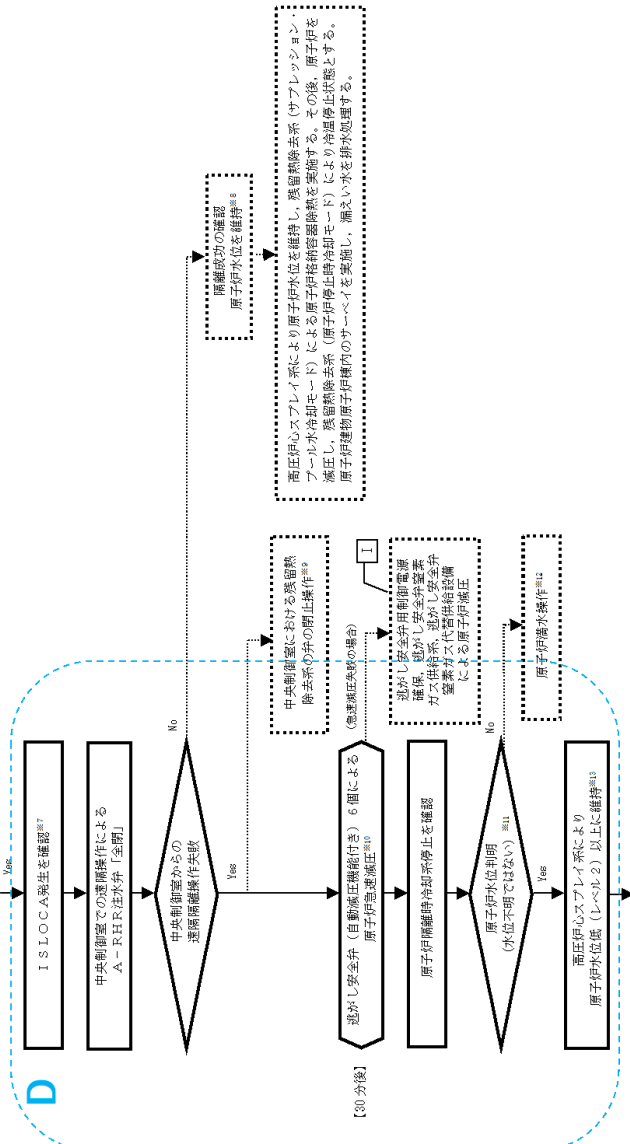 D
Yes
ISLOCA発生を確認※7
中央制御室での遠隔操作による
A－RHR注水弁「全閉」
中央制御室からの
遠隔隔離操作失敗
No
Yes
隔離成功の確認
原子炉水位を維持※8
高圧炉心スプレイ系により原子炉水位を維持し，残留熱除去系（サプレッション・
プール水冷却モード）による原子炉格納容器除熱を実施する。その後，原子炉を
減圧し，残留熱除去系（原子炉停止時冷却モード）により冷温停止状態とする。
原子炉建物原子炉棟内のサーベイを実施し，漏えい水を排水処理する。
中央制御室における残留熱
除去系の弁の閉止操作※9
【30分後】
逃がし安全弁（自動減圧機能付き）6個による
原子炉急速減圧※10
(急速減圧失敗の場合)
I
逃がし安全弁用制御電源
確保，逃がし安全弁窒素
ガス供給系，逃がし安全弁
窒素ガス代替供給設備
による原子炉減圧
原子炉隔離時冷却系停止を確認
原子炉水位判明
(水位不明ではない)※11
No
Yes
原子炉満水操作※12
高圧炉心スプレイ系により
原子炉水位低（レベル２）以上に維持※13